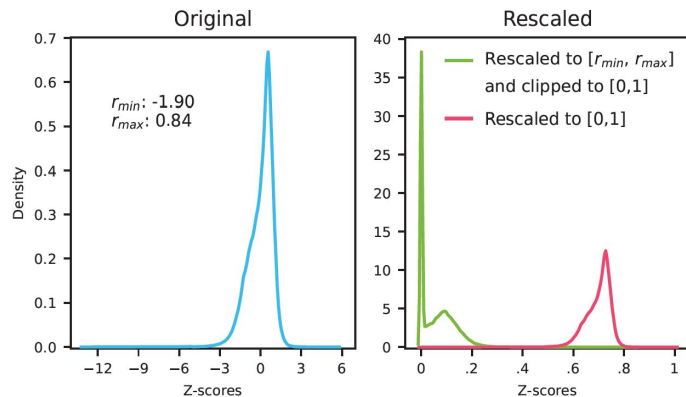 Original
Rescaled
0.7
0.6
0.5
0.4
0.3
0.2
0.1
0.0
Density
r_min: -1.90
r_max: 0.84
−12 −9 −6 −3 0 3 6
Z-scores
40
35
30
25
20
15
10
5
0
Rescaled to [r_min, r_max]
and clipped to [0,1]
Rescaled to [0,1]
0 .2 .4 .6 .8 1
Z-scores